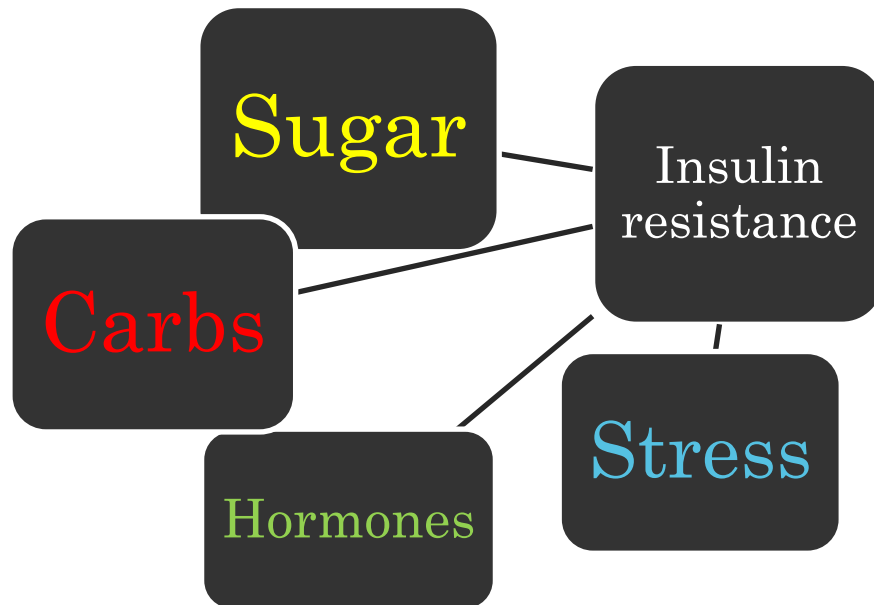 Sugar
Insulin
resistance
Carbs
Stress
Hormones